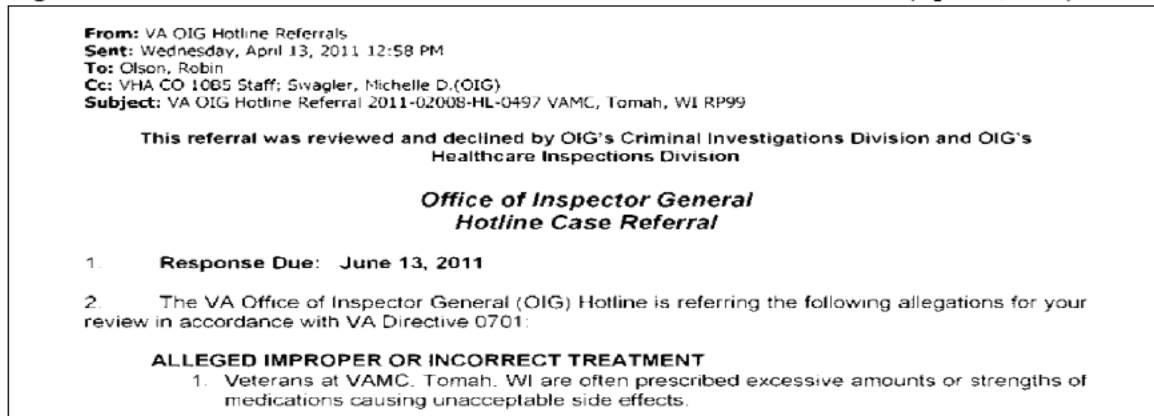 From: VA OIG Hotline Referrals
Sent: Wednesday, April 13, 2011 12:58 PM
To: Olson, Robin
Cc: VHA CO 10B5 Staff; Swagler, Michelle D.(OIG)
Subject: VA OIG Hotline Referral 2011-02008-HL-0497 VAMC, Tomah, WI RP99
This referral was reviewed and declined by OIG's Criminal Investigations Division and OIG's
Healthcare Inspections Division
Office of Inspector General
Hotline Case Referral
1. Response Due: June 13, 2011
2. The VA Office of Inspector General (OIG) Hotline is referring the following allegations for your
review in accordance with VA Directive 0701:
ALLEGED IMPROPER OR INCORRECT TREATMENT
1. Veterans at VAMC, Tomah, WI are often prescribed excessive amounts or strengths of
medications causing unacceptable side effects.